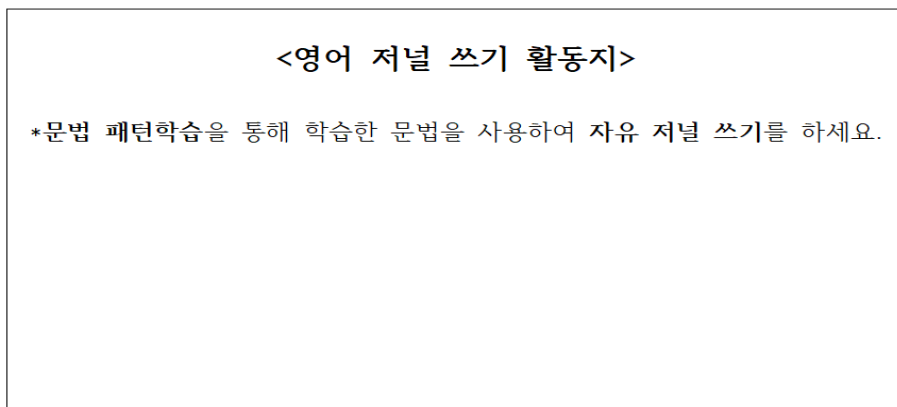 <영어 저널 쓰기 활동지>
*문법 패턴학습을 통해 학습한 문법을 사용하여 자유 저널 쓰기를 하세요.